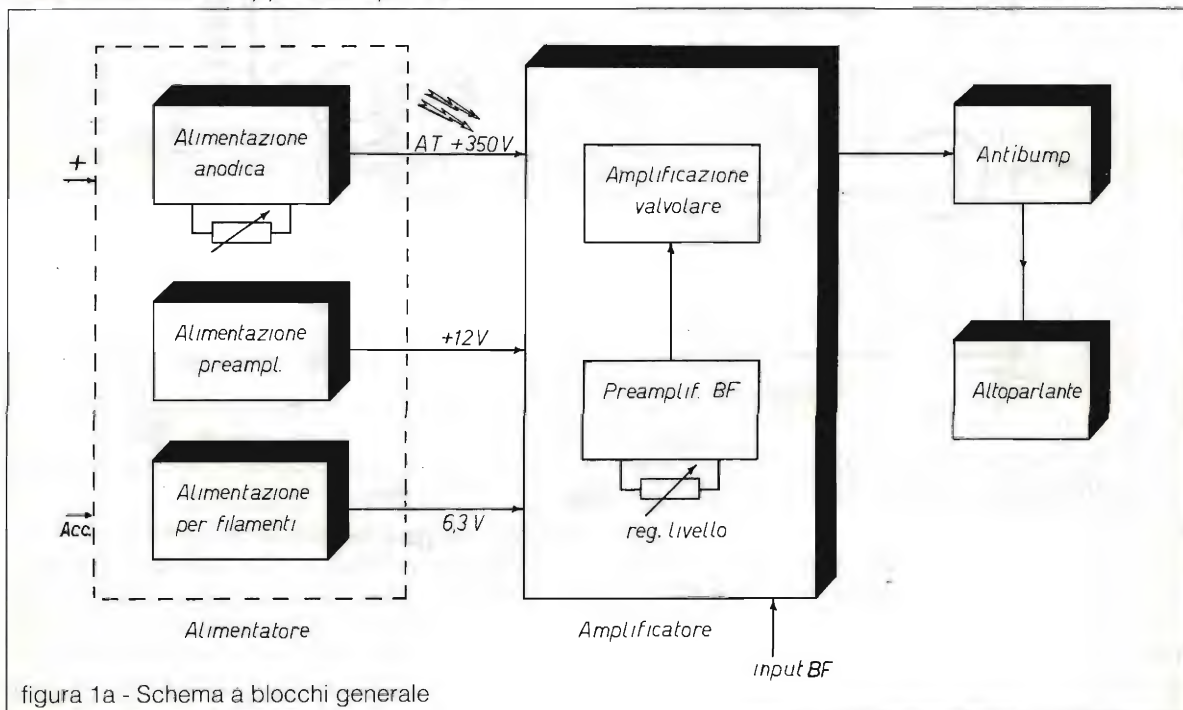 Alimentazione
anodica
AT +350V
+
Alimentazione
preampl.
+12V
Alimentazione
per filamenti
6,3 V
Acc.
Alimentatore
Amplificazione
valvolare
Preamplif. BF
reg. livello
Amplificatore
input BF
Antibump
Altoparlante
figura 1a - Schema a blocchi generale